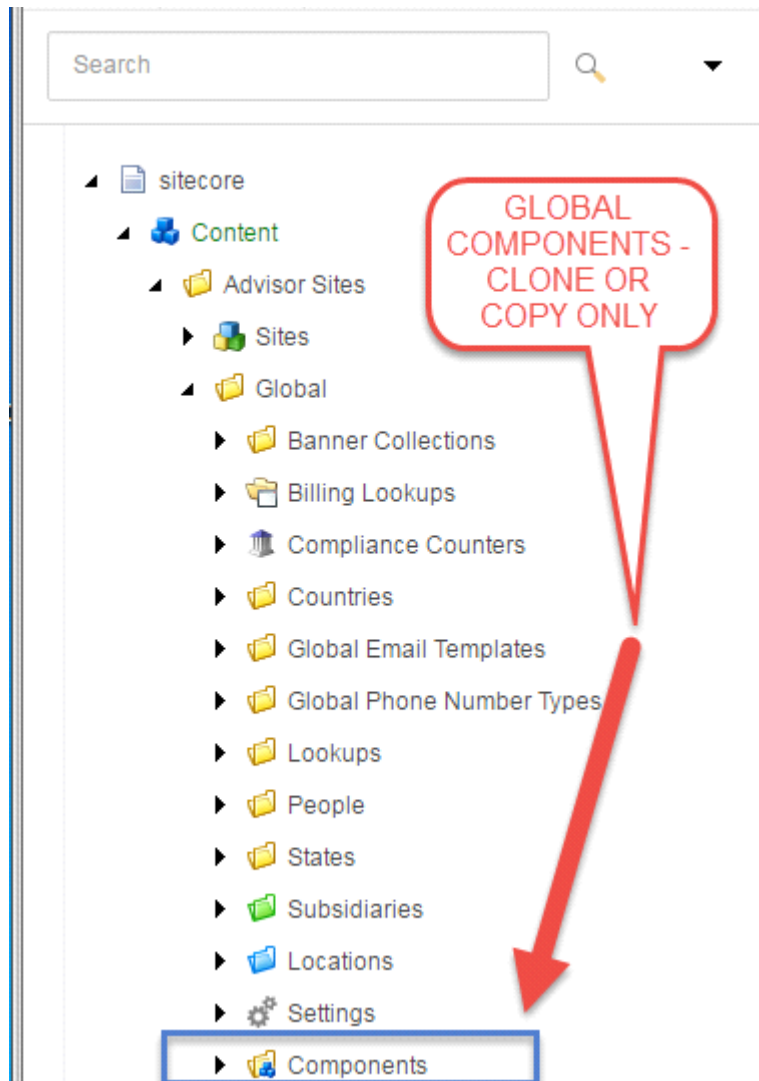 Search
sitecore
Content
Advisor Sites
Sites
Global
GLOBAL
COMPONENTS -
CLONE OR
COPY ONLY
Banner Collections
Billing Lookups
Compliance Counters
Countries
Global Email Templates
Global Phone Number Types
Lookups
People
States
Subsidiaries
Locations
Settings
Components